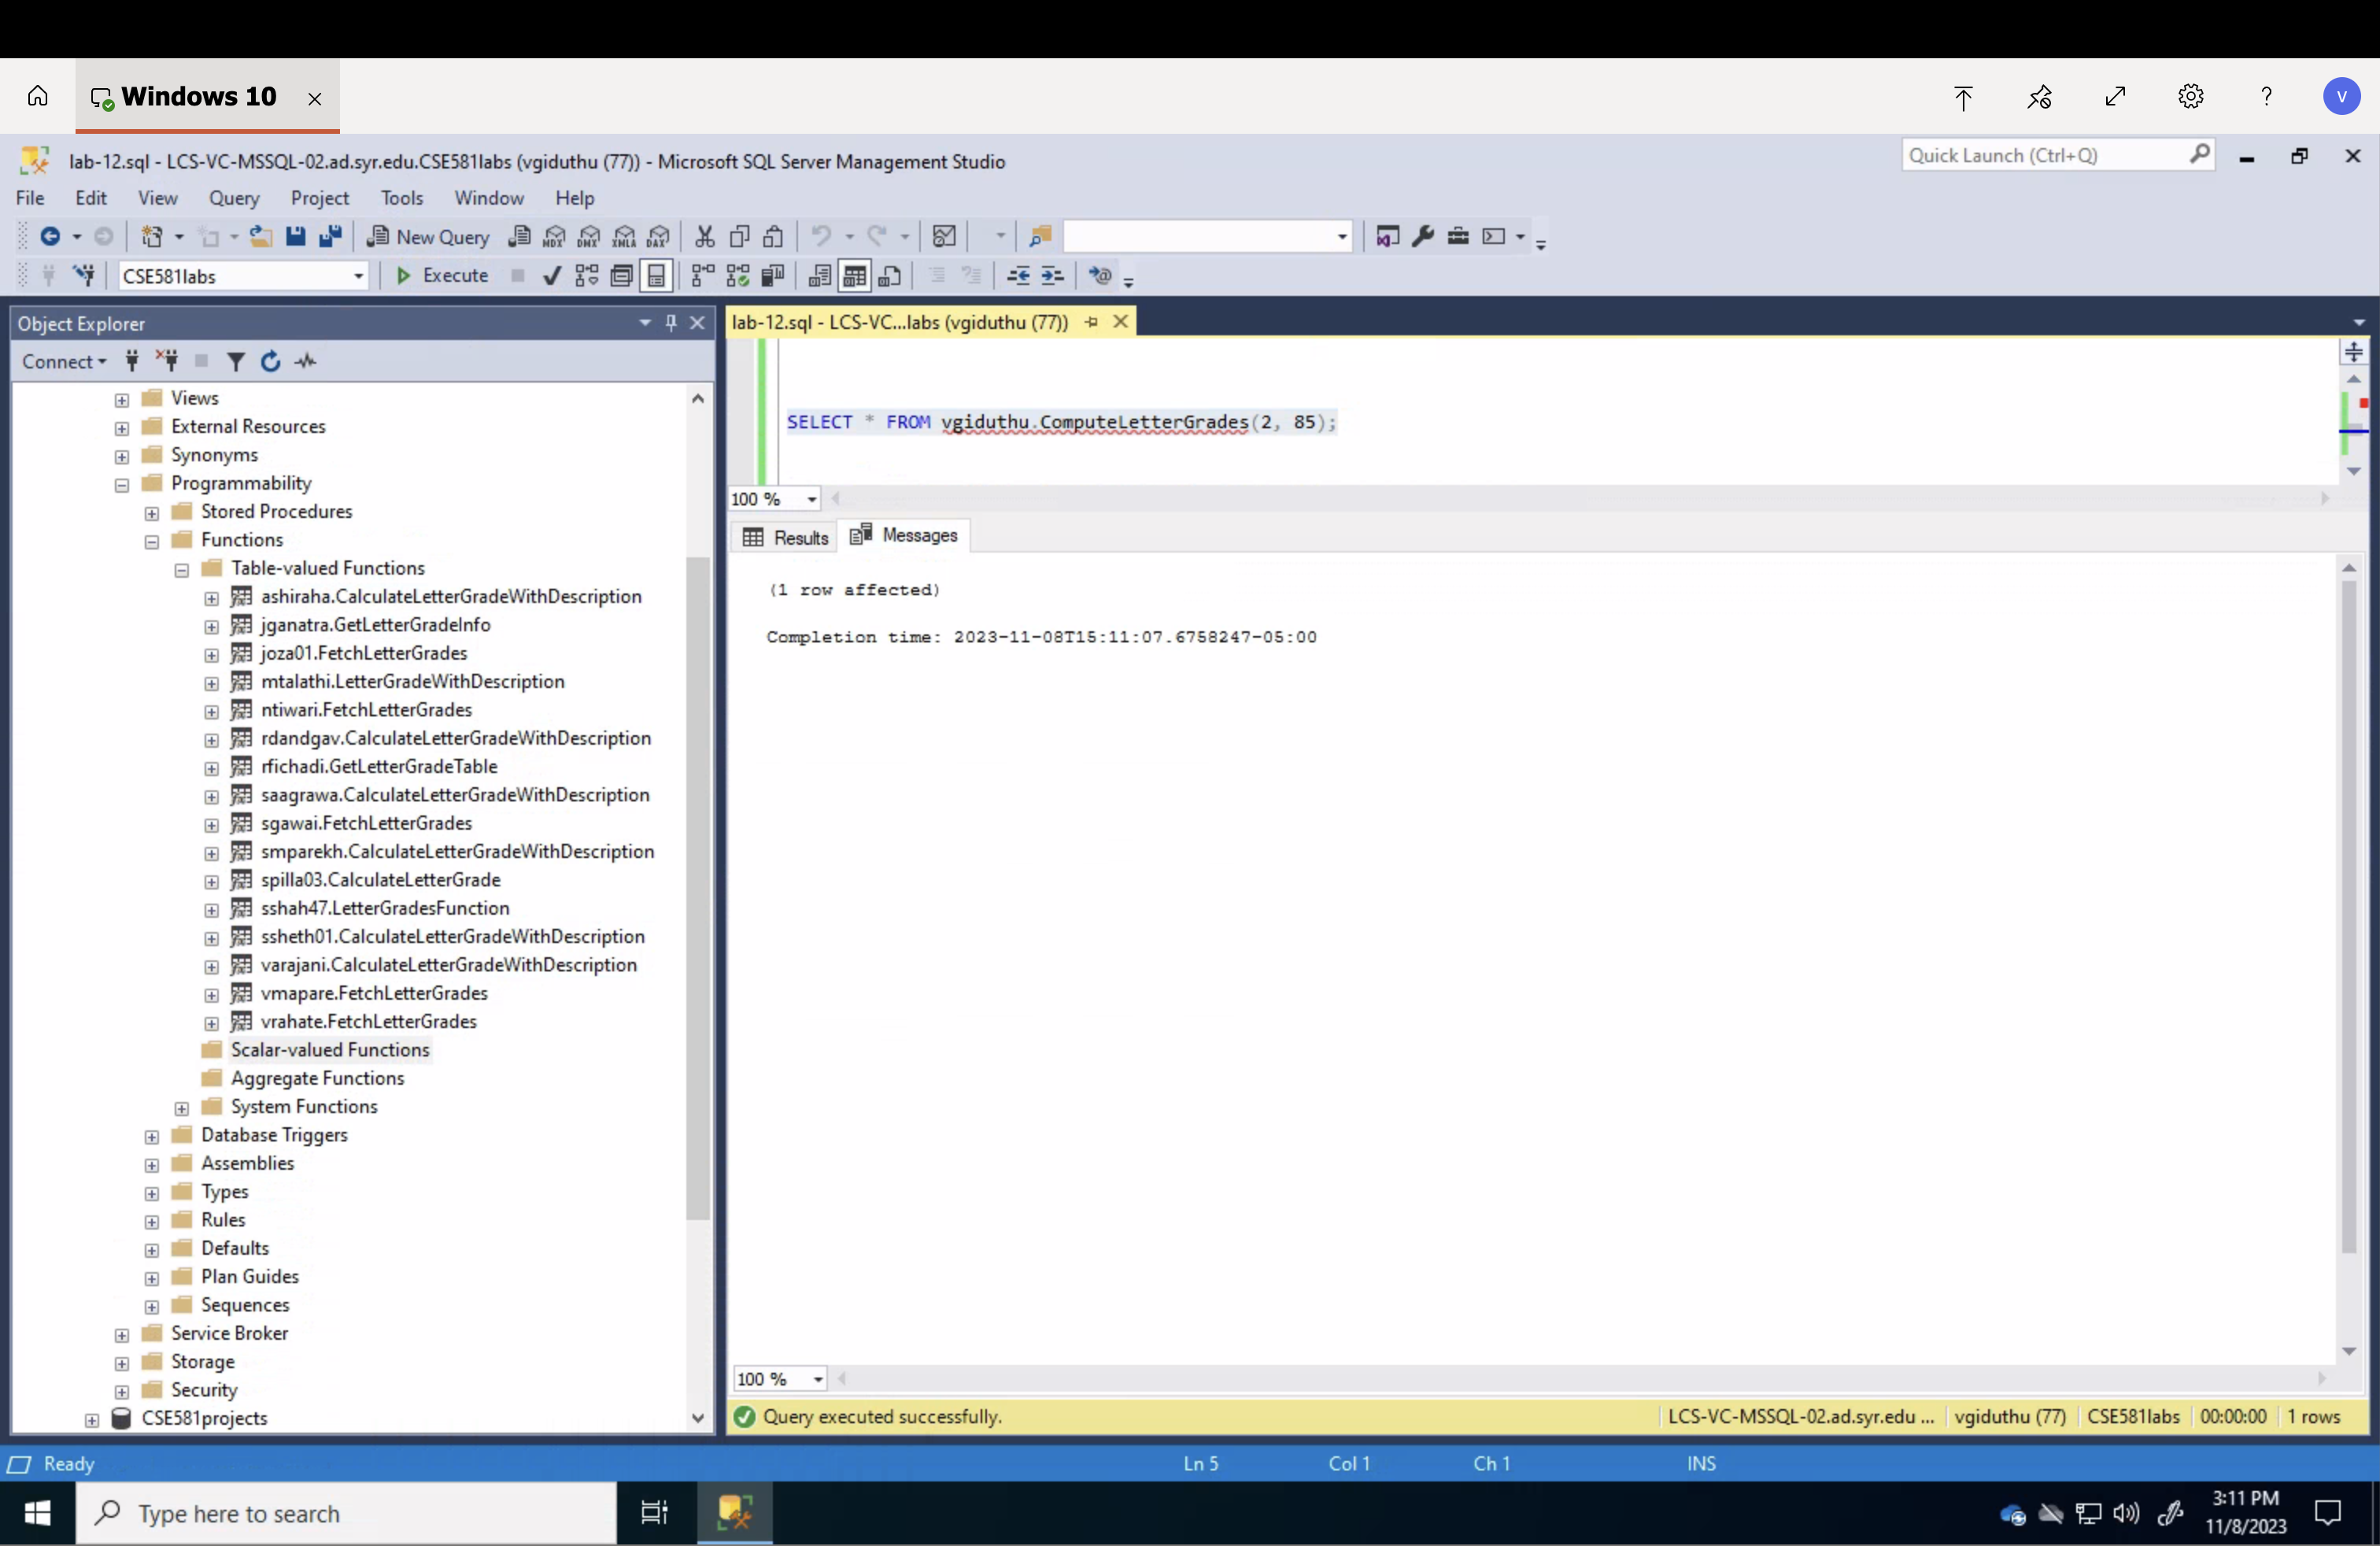 Windows 10
?
V
lab-12.sql - LCS-VC-MSSQL-02.ad.syr.edu.CSE581labs (vgiduthu (77)) - Microsoft SQL Server Management Studio
Quick Launch (Ctrl+Q)
File Edit View Query Project Tools Window Help
New Query MDX DMX XMLA DAX
CSE581labs Execute
Object Explorer
lab-12.sql - LCS-VC...labs (vgiduthu (77))
Connect
Views
External Resources
Synonyms
Programmability
Stored Procedures
Functions
Table-valued Functions
ashiraha.CalculateLetterGradeWithDescription
jganatra.GetLetterGradeInfo
joza01.FetchLetterGrades
mtalathi.LetterGradeWithDescription
ntiwari.FetchLetterGrades
rdandgav.CalculateLetterGradeWithDescription
rfichadi.GetLetterGradeTable
saagrawa.CalculateLetterGradeWithDescription
sgawai.FetchLetterGrades
smparekh.CalculateLetterGradeWithDescription
spilla03.CalculateLetterGrade
sshah47.LetterGradesFunction
ssheth01.CalculateLetterGradeWithDescription
varajani.CalculateLetterGradeWithDescription
vmapare.FetchLetterGrades
vrahate.FetchLetterGrades
Scalar-valued Functions
Aggregate Functions
System Functions
Database Triggers
Assemblies
Types
Rules
Defaults
Plan Guides
Sequences
Service Broker
Storage
Security
CSE581projects
SELECT * FROM vgiduthu.ComputeLetterGrades(2, 85);
100 %
Results Messages
(1 row affected)
Completion time: 2023-11-08T15:11:07.6758247-05:00
100 %
Query executed successfully. LCS-VC-MSSQL-02.ad.syr.edu ... vgiduthu (77) CSE581labs 00:00:00 1 rows
Ready Ln 5 Col 1 Ch 1 INS
Type here to search
3:11 PM
11/8/2023